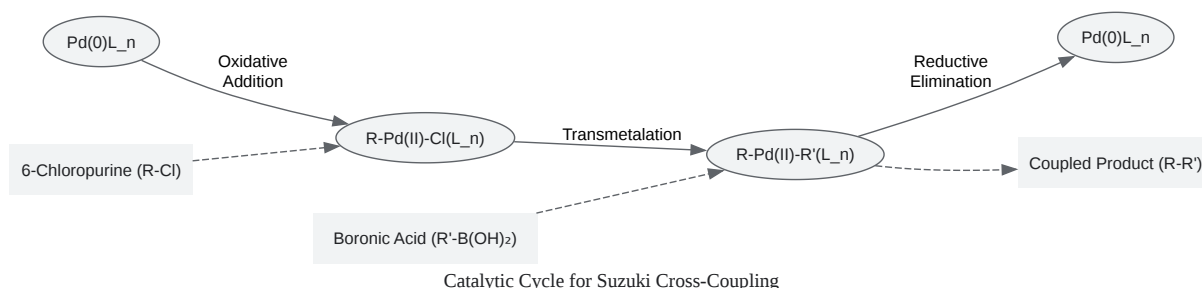 Pd(0)L_n
Pd(0)L_n
Oxidative
Addition
Reductive
Elimination
R-Pd(II)-Cl(L_n)
Transmetalation
R-Pd(II)-R'(L_n)
6-Chloropurine (R-Cl)
Coupled Product (R-R')
Boronic Acid (R'-B(OH)₂)
Catalytic Cycle for Suzuki Cross-Coupling